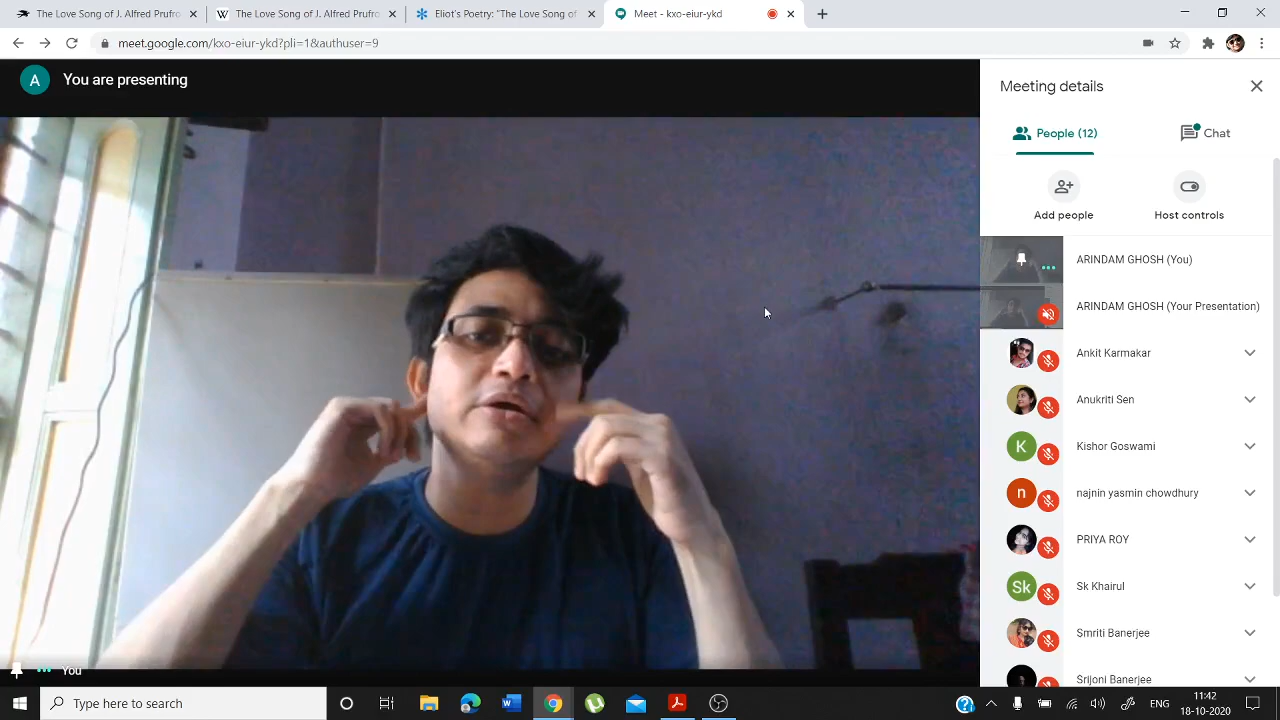 The Love Song of J. Alfred Prufro
The Love Song of J. Alfred Prufro
Eliot's Poetry: "The Love Song of
Meet - kxo-eiur-ykd
meet.google.com/kxo-eiur-ykd?pli=1&authuser=9
A
You are presenting
Meeting details
People (12)
Chat
Add people
Host controls
ARINDAM GHOSH (You)
ARINDAM GHOSH (Your Presentation)
Ankit Karmakar
Anukriti Sen
K
Kishor Goswami
n
najnin yasmin chowdhury
PRIYA ROY
Sk
Sk Khairul
Smriti Banerjee
Srijoni Banerjee
You
Type here to search
ENG
11:42
18-10-2020